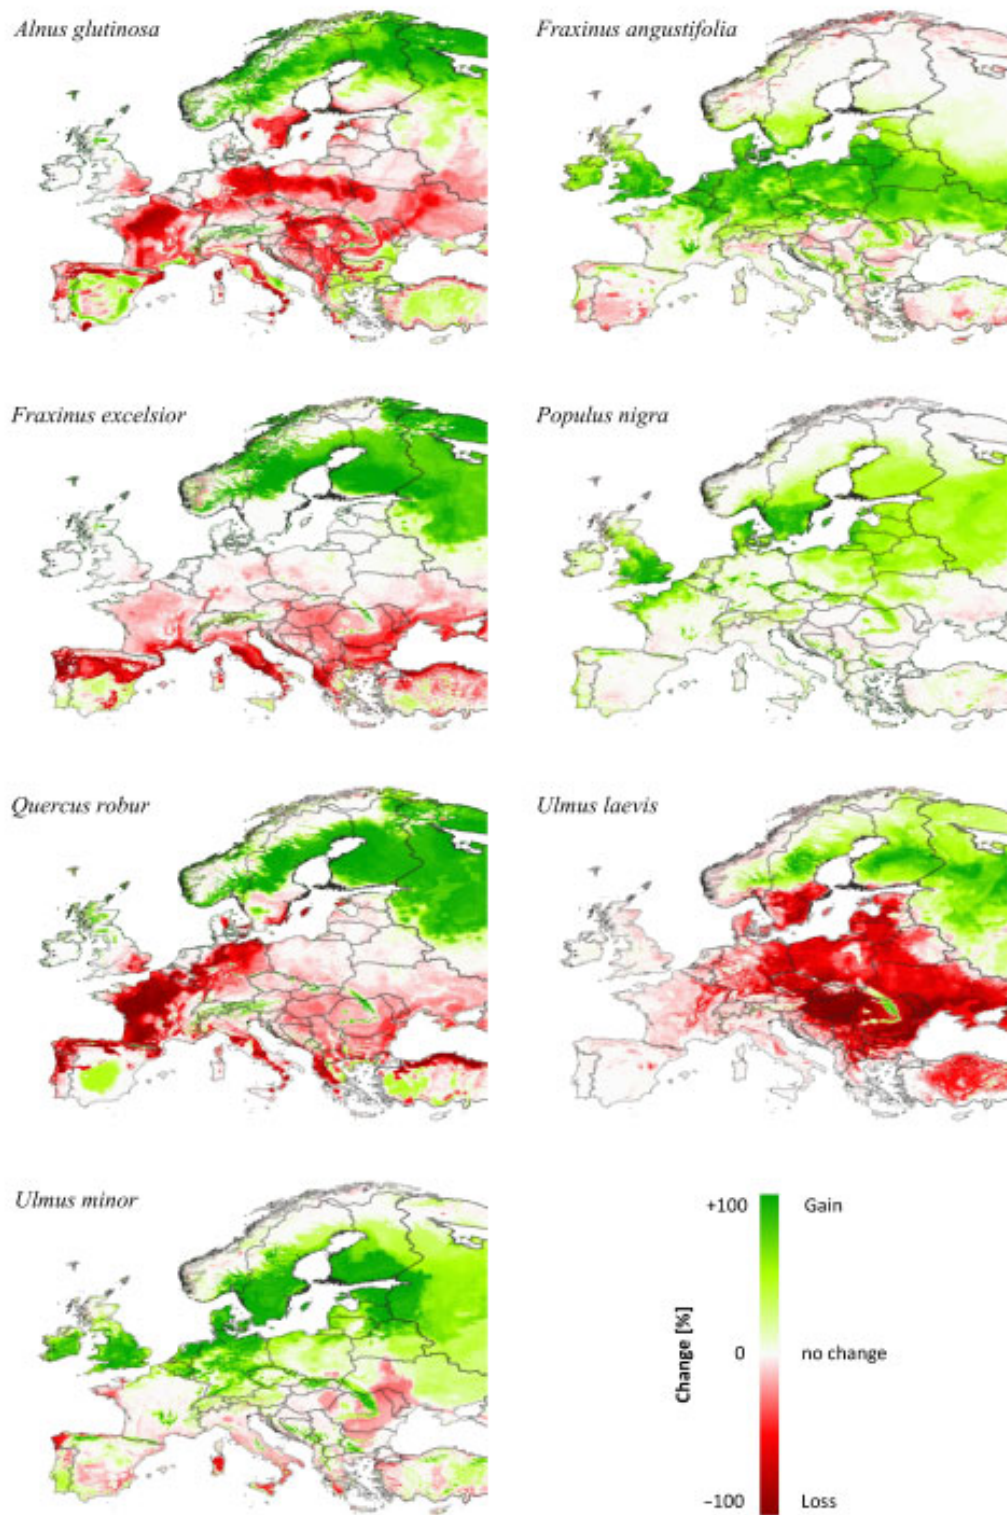 Alnus glutinosa
Fraxinus angustifolia
Fraxinus excelsior
Populus nigra
Quercus robur
Ulmus laevis
Ulmus minor
+100
Gain
Change [%]
0
no change
−100
Loss